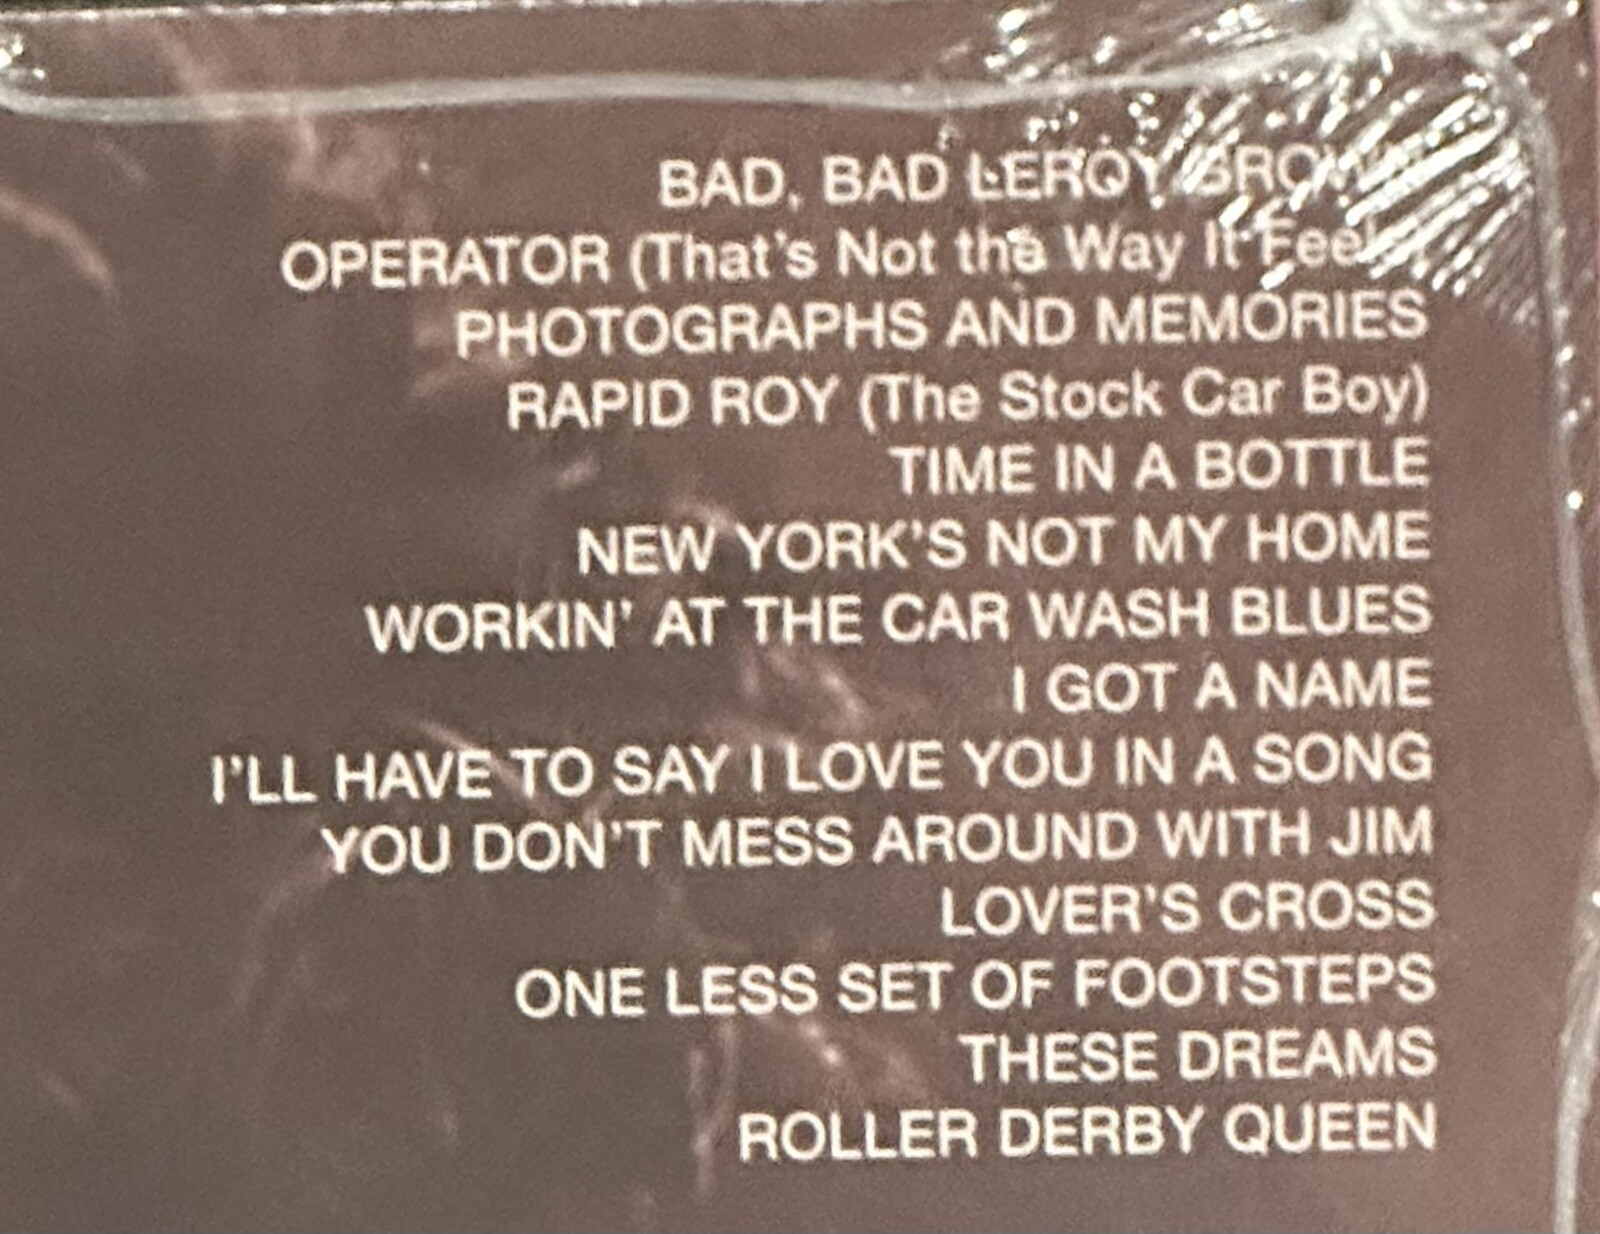 BAD, BAD LEROY BROWN
OPERATOR (That's Not the Way It Feels)
PHOTOGRAPHS AND MEMORIES
RAPID ROY (The Stock Car Boy)
TIME IN A BOTTLE
NEW YORK'S NOT MY HOME
WORKIN' AT THE CAR WASH BLUES
I GOT A NAME
I'LL HAVE TO SAY I LOVE YOU IN A SONG
YOU DON'T MESS AROUND WITH JIM
LOVER'S CROSS
ONE LESS SET OF FOOTSTEPS
THESE DREAMS
ROLLER DERBY QUEEN